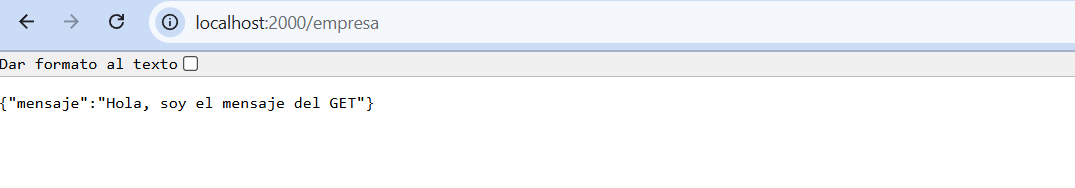 localhost:2000/empresa
Dar formato al texto
{"mensaje":"Hola, soy el mensaje del GET"}